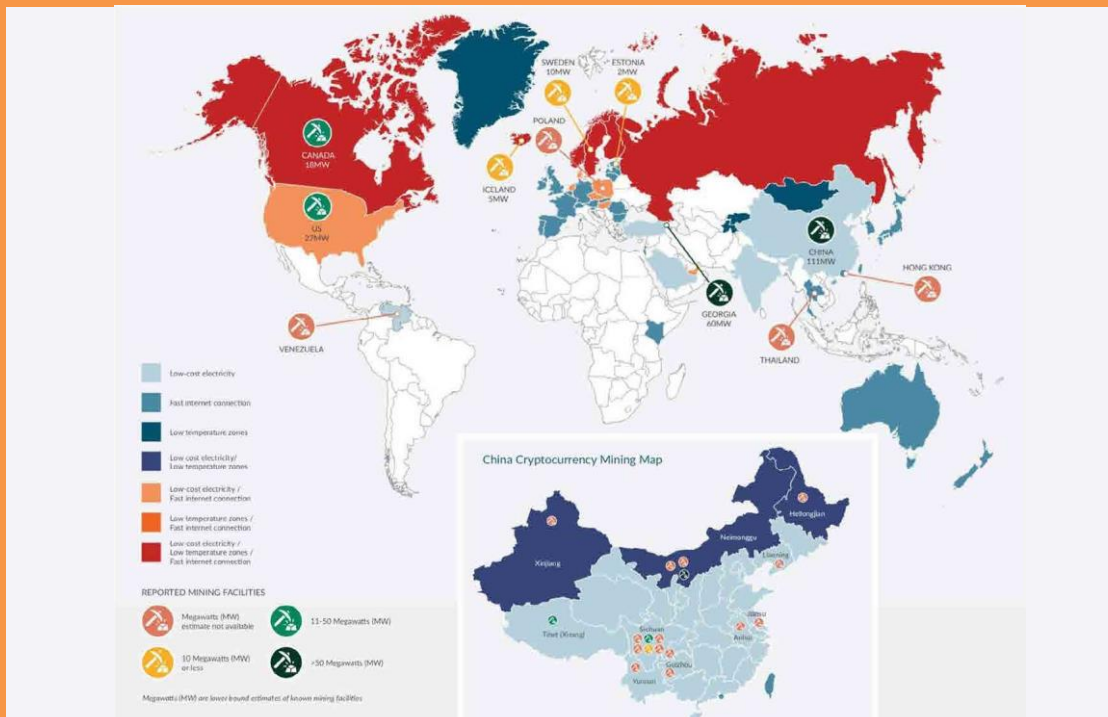 SWEDEN
10MW
ESTONIA
2MW
POLAND
CANADA
18MW
ICELAND
5MW
US
27MW
CHINA
111MW
HONG KONG
GEORGIA
60MW
VENEZUELA
THAILAND
Low-cost electricity
Fast internet connection
Low temperature zones
Low cost electricity/
Low temperature zones
Low-cost electricity /
Fast internet connection
Low temperature zones /
Fast internet connection
Low-cost electricity /
Low temperature zones /
Fast internet connection
REPORTED MINING FACILITIES
Megawatts (MW)
estimate not available
11-50 Megawatts (MW)
10 Megawatts (MW)
or less
>50 Megawatts (MW)
Megawatts (MW) are lower bound estimates of known mining facilities
China Cryptocurrency Mining Map
Heilongjian
Neimonggu
Xinjiang
Liaoning
Tibet (Xizang)
Sichuan
Anhui
Guizhou
Yunnan